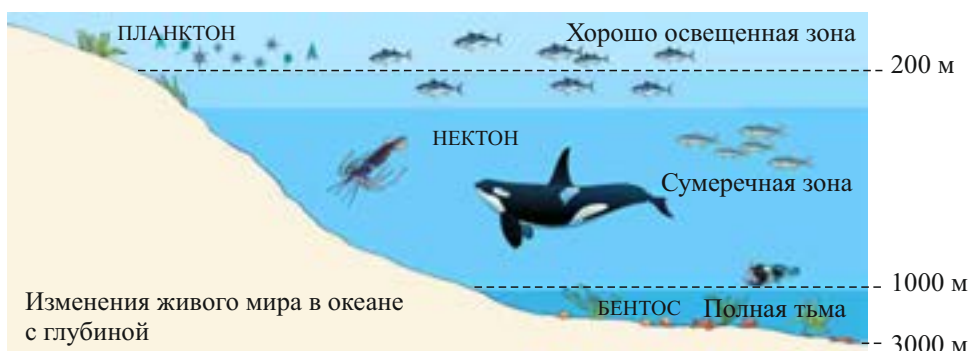 ПЛАНКТОН
Хорошо освещенная зона
200 м
НЕКТОН
Сумеречная зона
1000 м
Изменения живого мира в океане
с глубиной
БЕНТОС
Полная тьма
3000 м